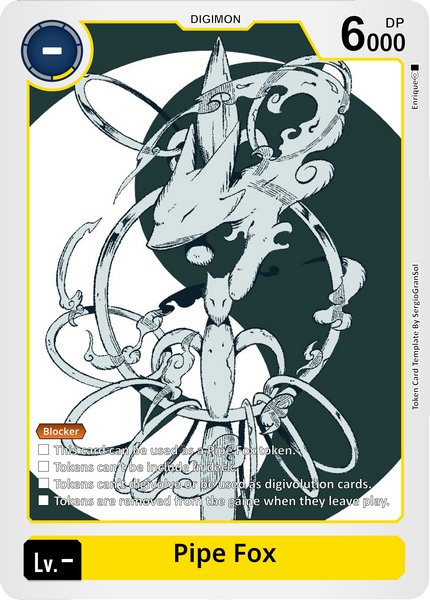 DIGIMON
–
6000
DP
Enrique
Token Card Template By SergioGranSol
Blocker
This card can be used as a Pipe Fox token.
Tokens can't be include in deck.
Tokens can't digivolve or be used as digivolution cards.
Tokens are removed from the game when they leave play.
Lv.–
Pipe Fox